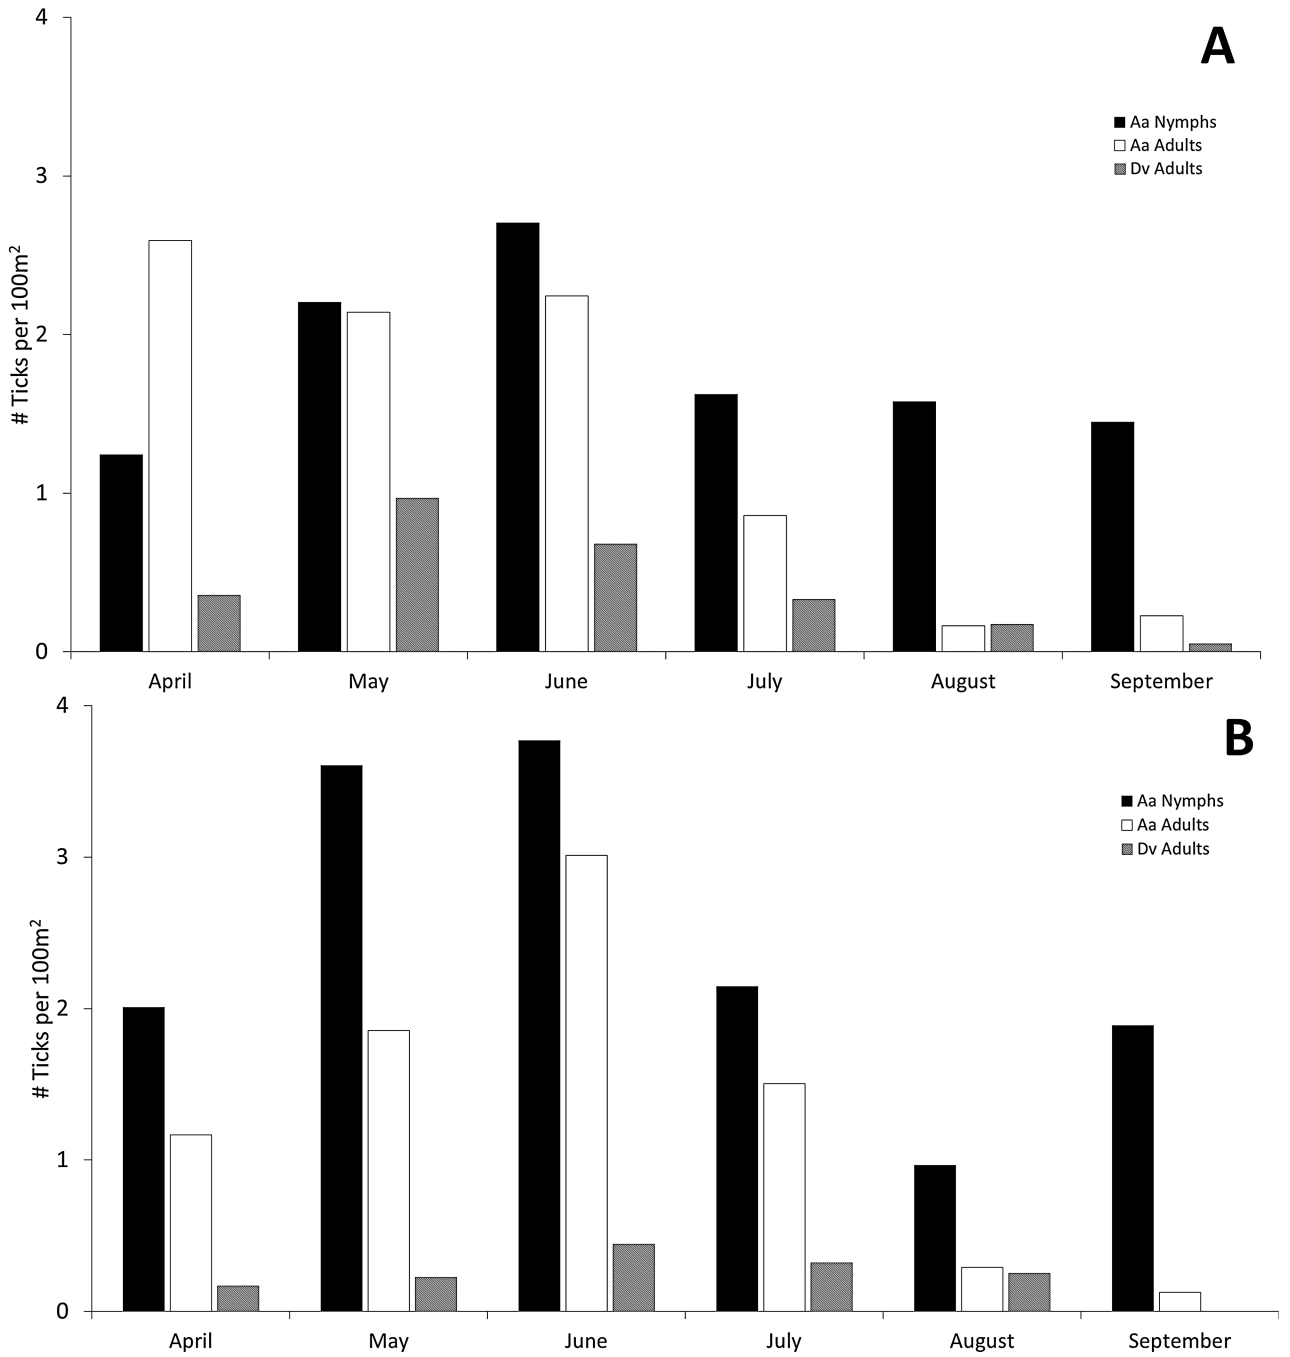 A
4
3
2
1
0
# Ticks per 100m²
Aa Nymphs
Aa Adults
Dv Adults
April May June July August September
B
4
3
2
1
0
# Ticks per 100m²
Aa Nymphs
Aa Adults
Dv Adults
April May June July August September